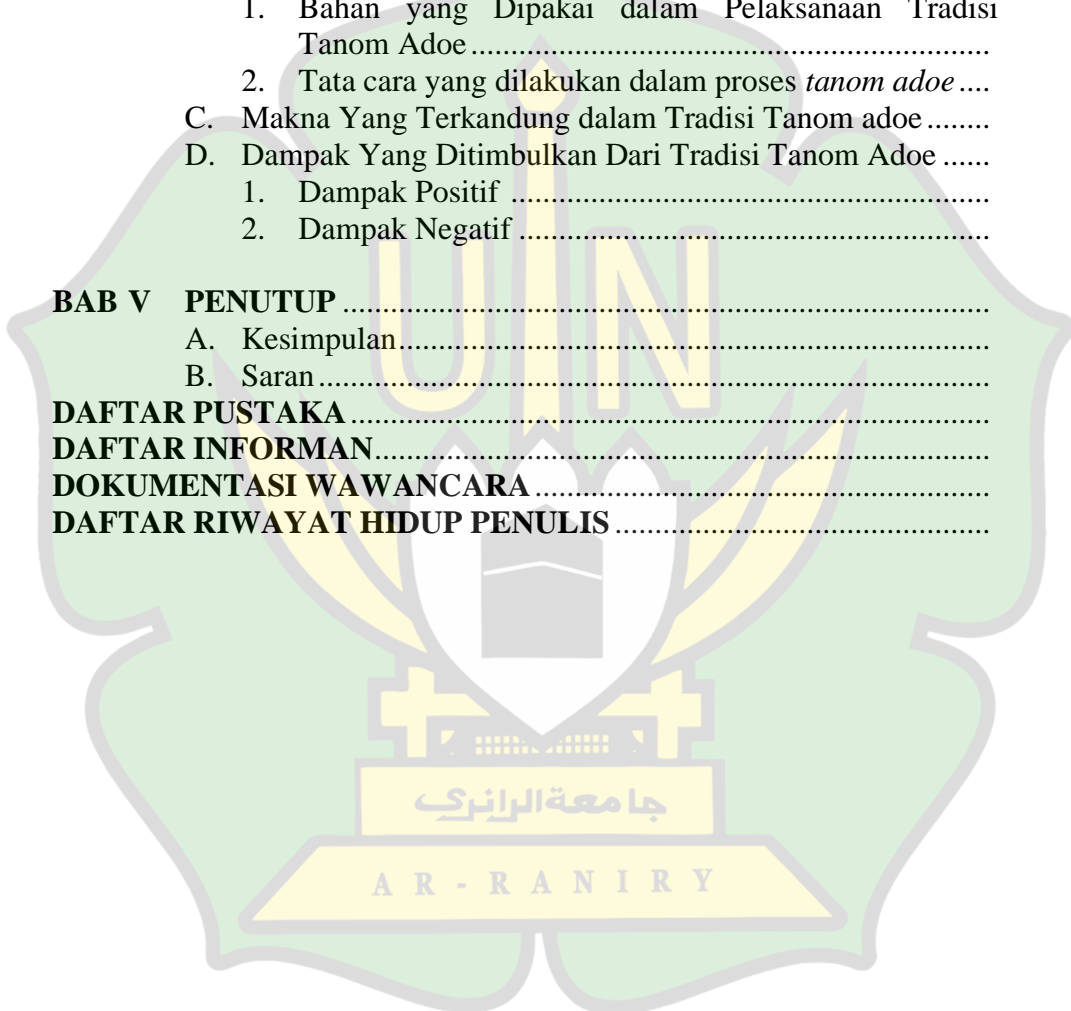 1. Bahan yang Dipakai dalam Pelaksanaan Tradisi
Tanom Adoe ..................................................................
2. Tata cara yang dilakukan dalam proses tanom adoe ....
C. Makna Yang Terkandung dalam Tradisi Tanom adoe ........
D. Dampak Yang Ditimbulkan Dari Tradisi Tanom Adoe ......
1. Dampak Positif .............................................................
2. Dampak Negatif ............................................................
BAB V PENUTUP ..................................................................................
A. Kesimpulan...........................................................................
B. Saran .....................................................................................
DAFTAR PUSTAKA .................................................................................
DAFTAR INFORMAN..............................................................................
DOKUMENTASI WAWANCARA ..........................................................
DAFTAR RIWAYAT HIDUP PENULIS ................................................
UIN
جامعة الرانري
AR-RANIRY